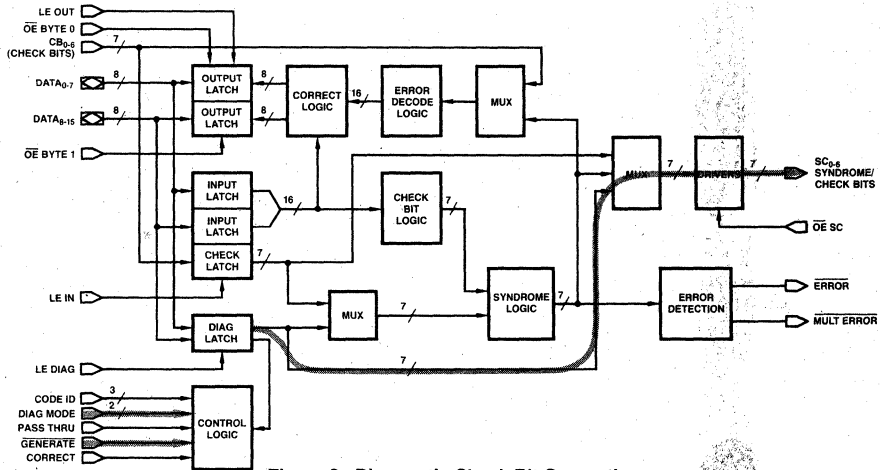 LE OUT
OE BYTE 0
CB0-6
(CHECK BITS)
7
DATA0-7
8
DATA8-15
8
OE BYTE 1
OUTPUT
LATCH
OUTPUT
LATCH
8
8
CORRECT
LOGIC
16
ERROR
DECODE
LOGIC
MUX
INPUT
LATCH
INPUT
LATCH
CHECK
LATCH
16
7
CHECK
BIT
LOGIC
7
MUX
7
DRIVERS
7
SC0-6
SYNDROME/
CHECK BITS
OE SC
LE IN
MUX
7
SYNDROME
LOGIC
7
ERROR
DETECTION
ERROR
MULT ERROR
DIAG
LATCH
7
LE DIAG
CODE ID
3
DIAG MODE
2
PASS THRU
GENERATE
CORRECT
CONTROL
LOGIC